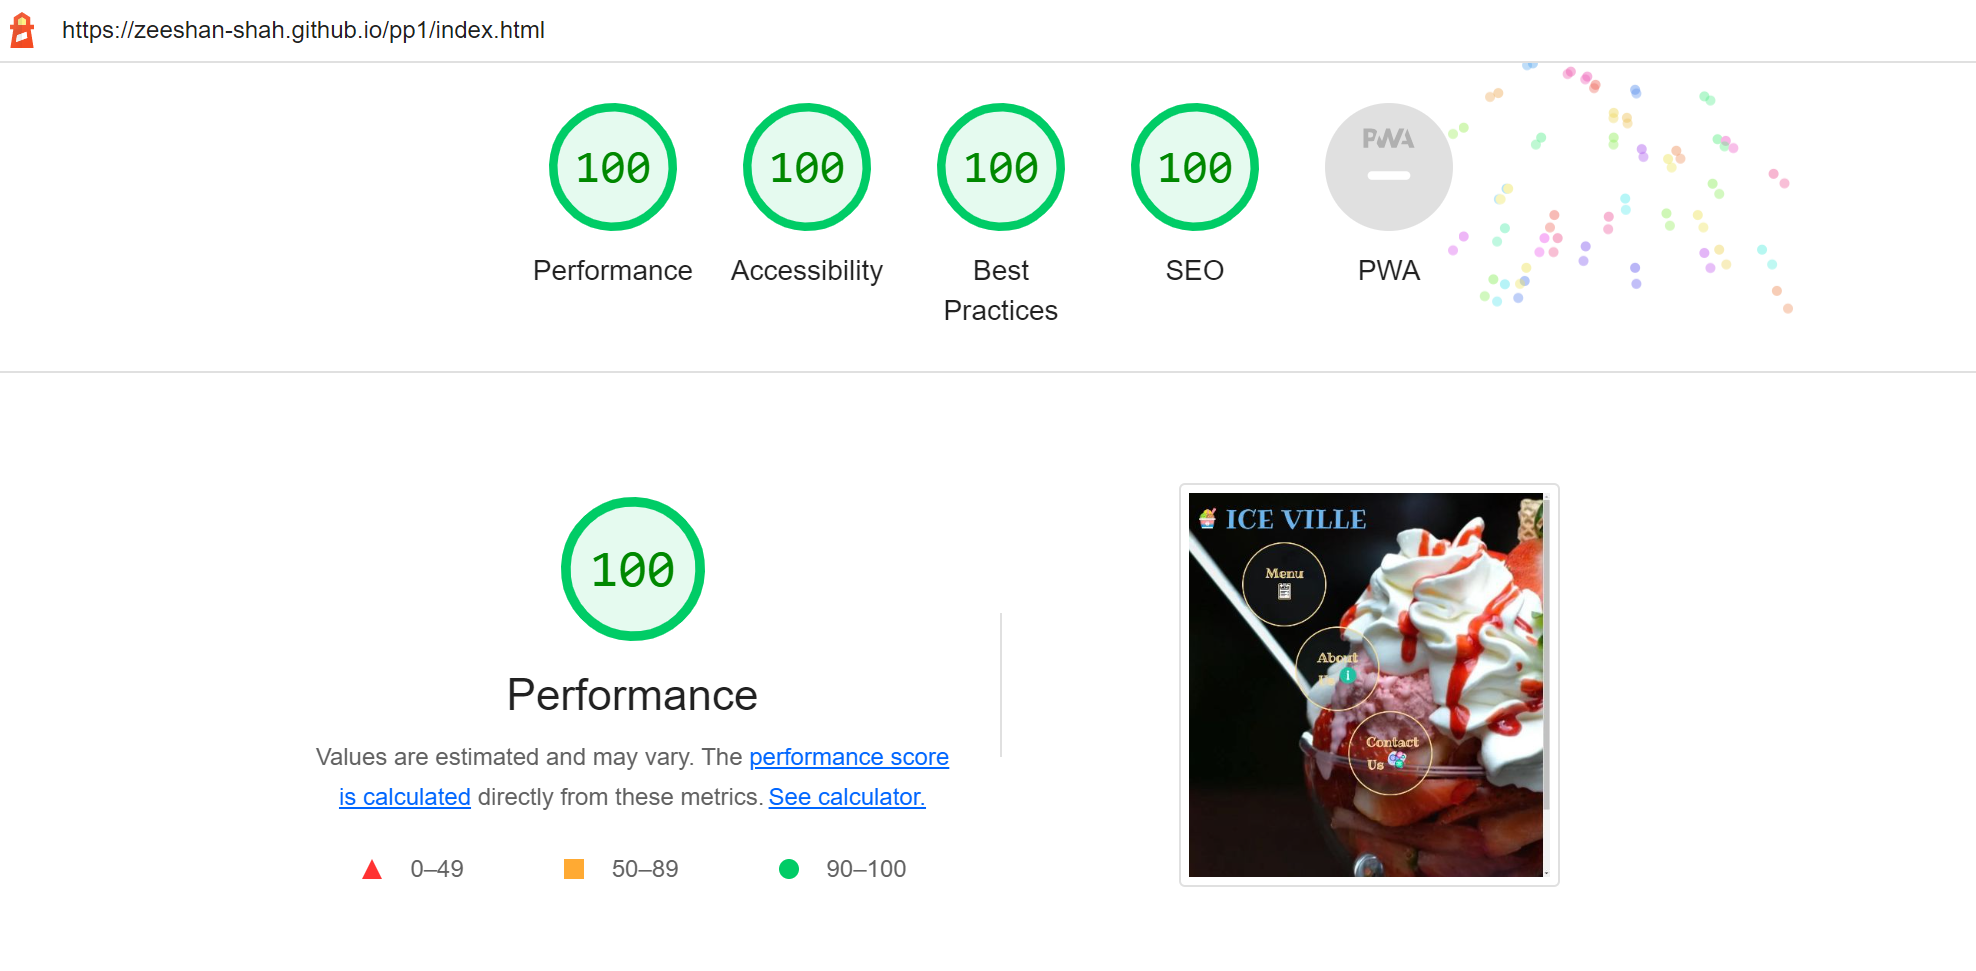 https://zeeshan-shah.github.io/pp1/index.html
100
100
100
100
PWA
Performance
Accessibility
Best
Practices
SEO
PWA
100
Performance
Values are estimated and may vary. The performance score
is calculated directly from these metrics. See calculator.
0–49
50–89
90–100
ICE VILLE
Menu
About
Us
Contact
Us